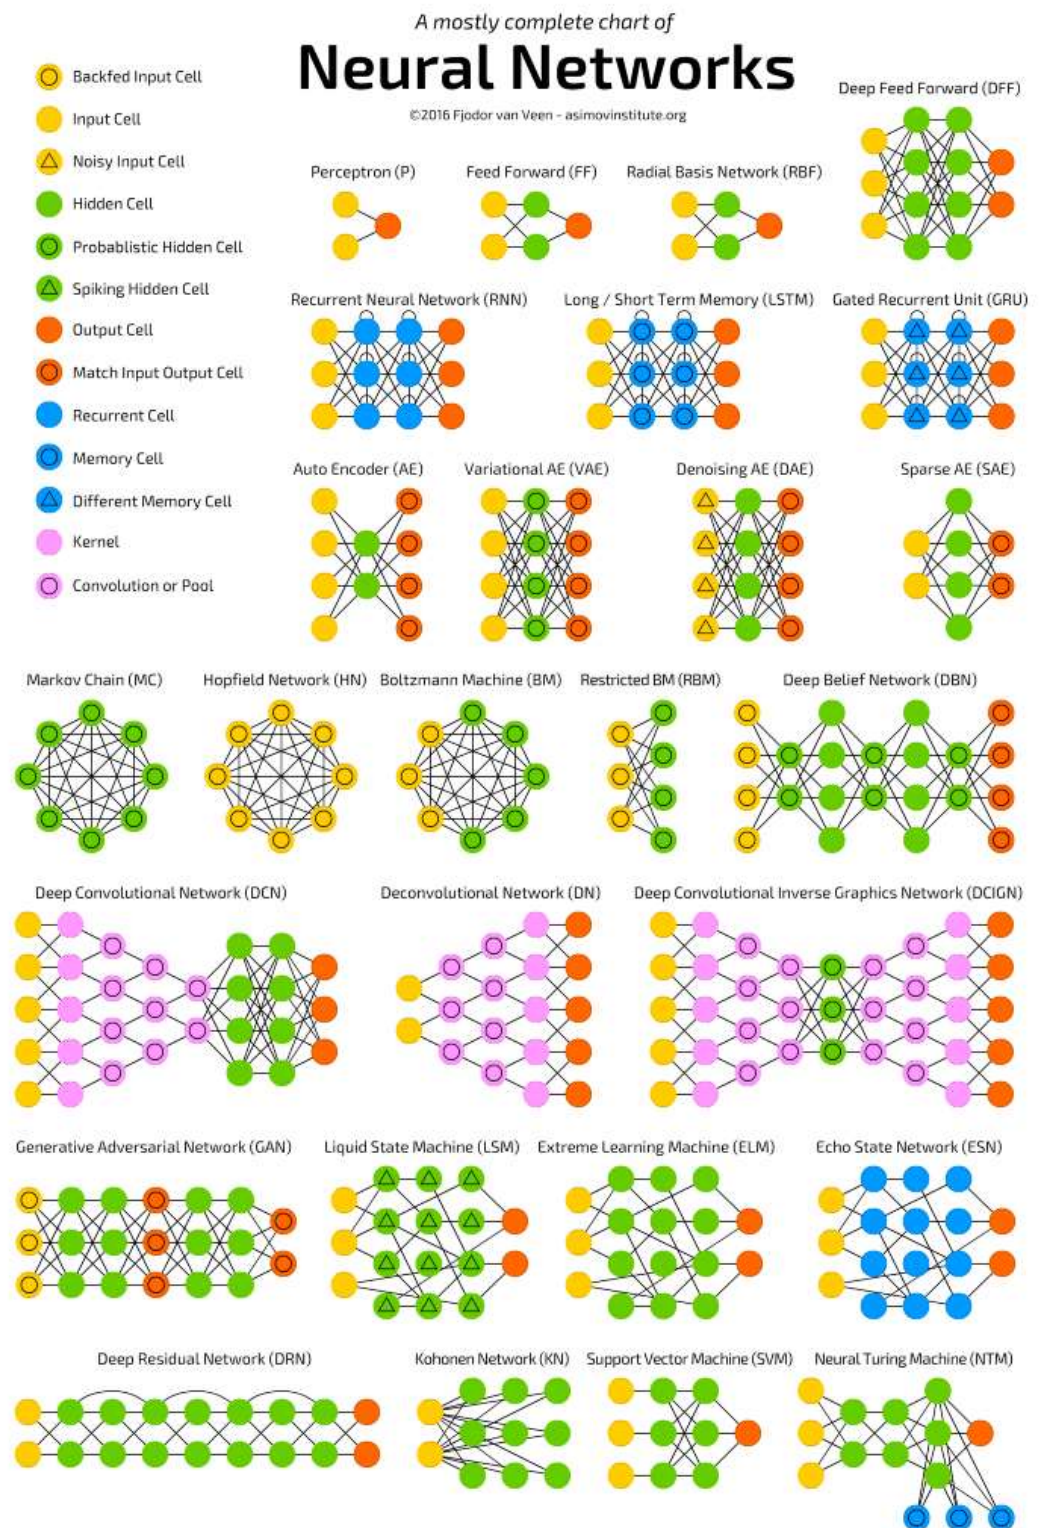 A mostly complete chart of
Neural Networks
©2016 Fjodor van Veen - asimovinstitute.org
Backfed Input Cell
Input Cell
Noisy Input Cell
Hidden Cell
Probablistic Hidden Cell
Spiking Hidden Cell
Output Cell
Match Input Output Cell
Recurrent Cell
Memory Cell
Different Memory Cell
Kernel
Convolution or Pool
Perceptron (P)
Feed Forward (FF)
Radial Basis Network (RBF)
Deep Feed Forward (DFF)
Recurrent Neural Network (RNN)
Long / Short Term Memory (LSTM)
Gated Recurrent Unit (GRU)
Auto Encoder (AE)
Variational AE (VAE)
Denoising AE (DAE)
Sparse AE (SAE)
Markov Chain (MC)
Hopfield Network (HN)
Boltzmann Machine (BM)
Restricted BM (RBM)
Deep Belief Network (DBN)
Deep Convolutional Network (DCN)
Deconvolutional Network (DN)
Deep Convolutional Inverse Graphics Network (DCIGN)
Generative Adversarial Network (GAN)
Liquid State Machine (LSM)
Extreme Learning Machine (ELM)
Echo State Network (ESN)
Deep Residual Network (DRN)
Kohonen Network (KN)
Support Vector Machine (SVM)
Neural Turing Machine (NTM)